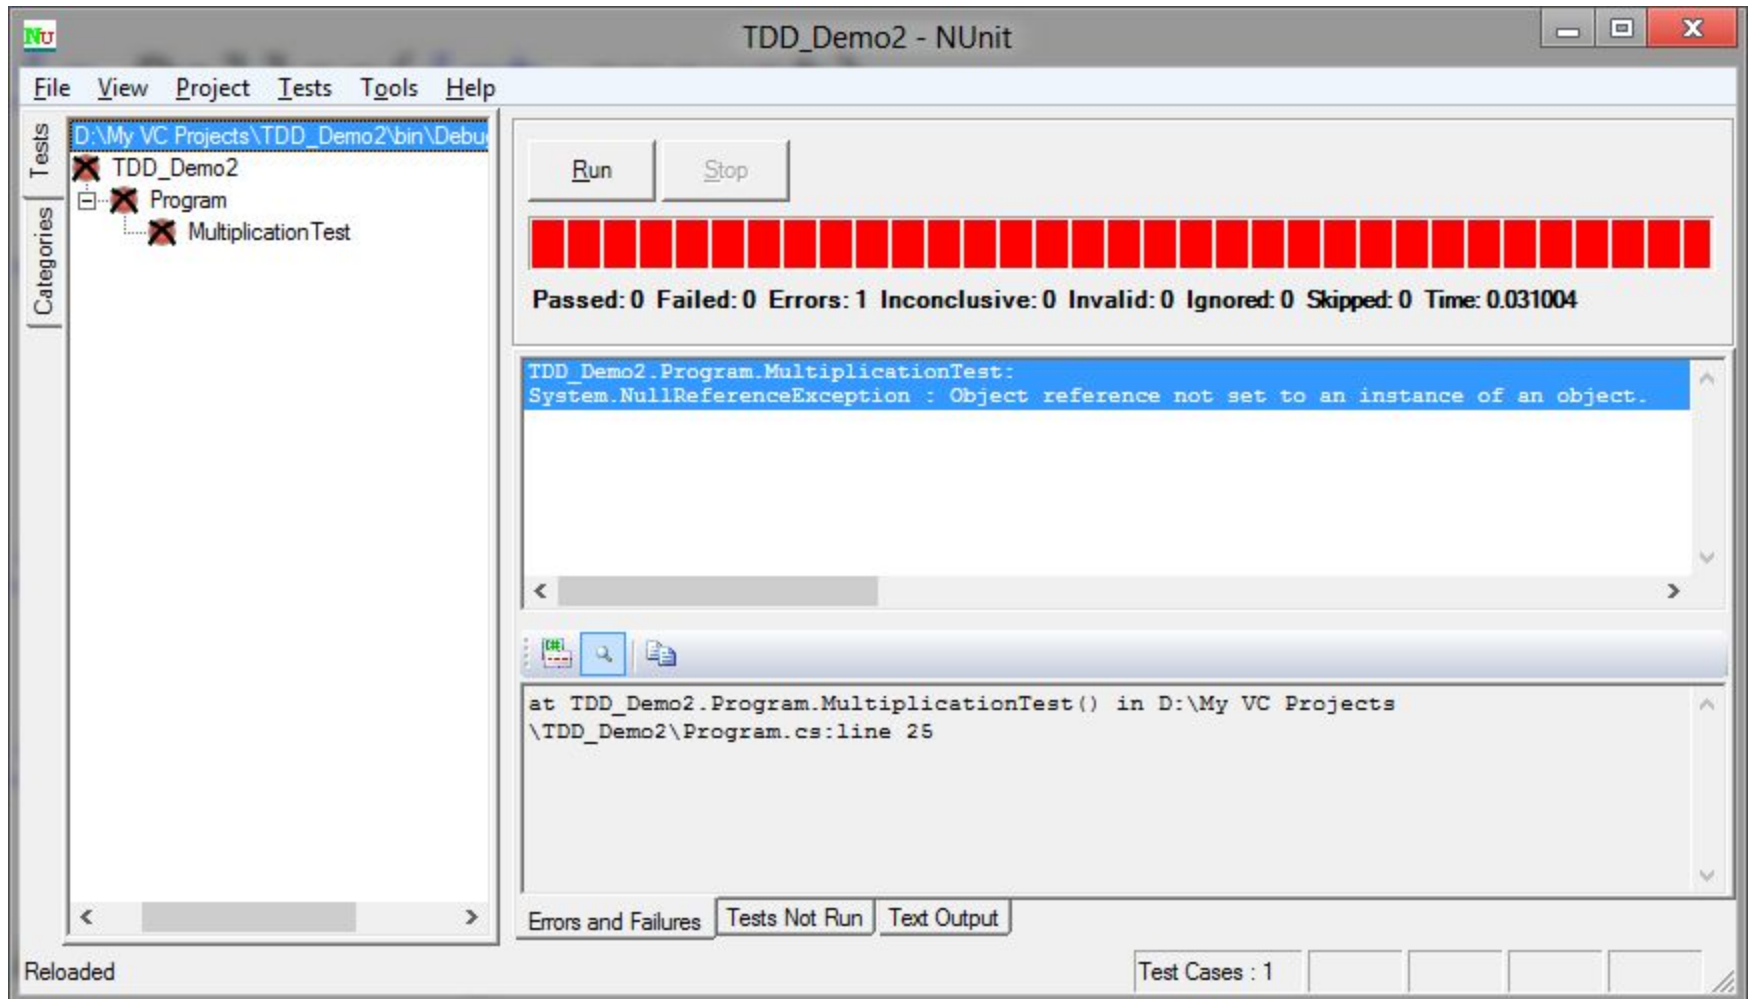 NU
TDD_Demo2 - NUnit
File View Project Tests Tools Help
Tests
Categories
D:\My VC Projects\TDD_Demo2\bin\Debug
TDD_Demo2
Program
MultiplicationTest
Run Stop
Passed: 0 Failed: 0 Errors: 1 Inconclusive: 0 Invalid: 0 Ignored: 0 Skipped: 0 Time: 0.031004
TDD_Demo2.Program.MultiplicationTest:
System.NullReferenceException : Object reference not set to an instance of an object.
at TDD_Demo2.Program.MultiplicationTest() in D:\My VC Projects
\TDD_Demo2\Program.cs:line 25
Errors and Failures Tests Not Run Text Output
Reloaded
Test Cases : 1